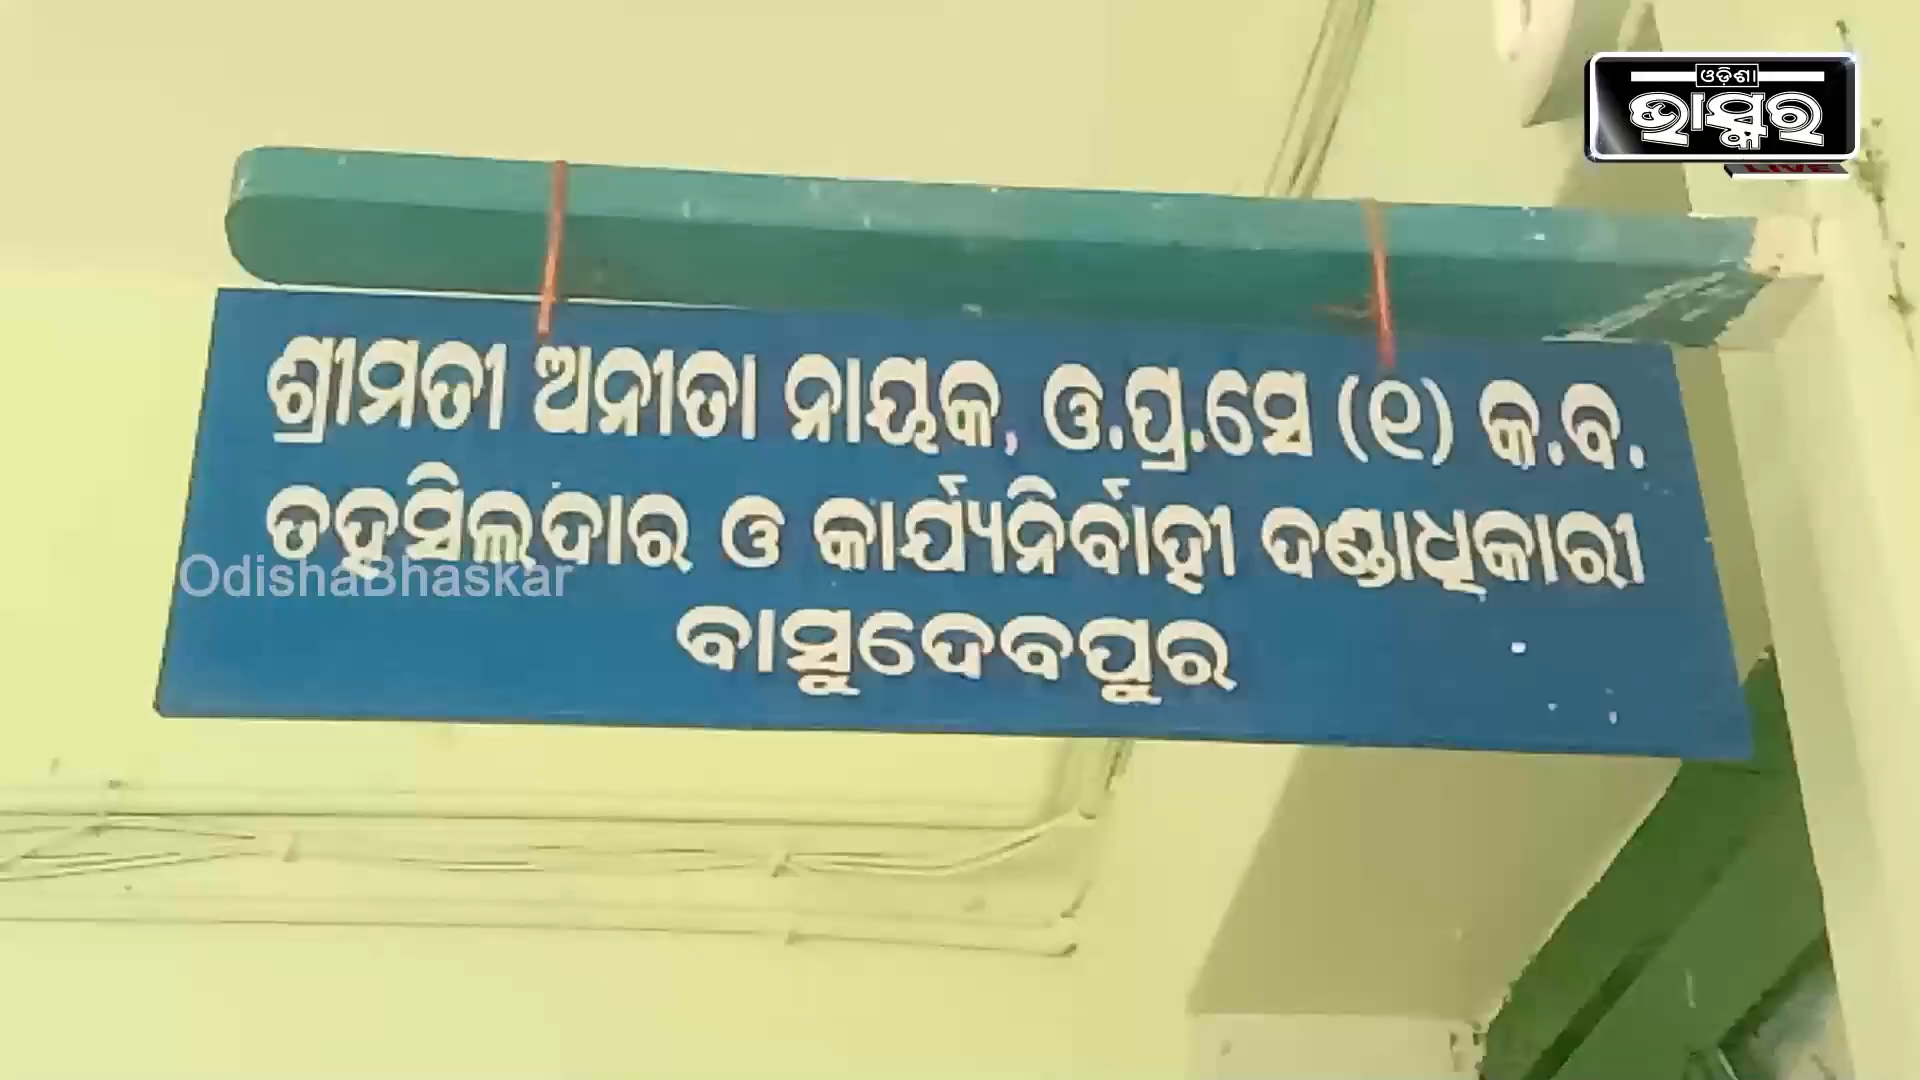 ଓଡ଼ିଶା
ଭାସ୍କର
LIVE
ଶ୍ରୀମତୀ ଅନୀତା ନାୟକ, ଓ.ପ୍ର.ସେ (୧) କ.ବି.
ତହସିଲଦାର ଓ କାର୍ଯ୍ୟନିର୍ବାହୀ ଦଣ୍ଡାଧିକାରୀ
OdishaBhaskar
ବାସୁଦେବପୁର